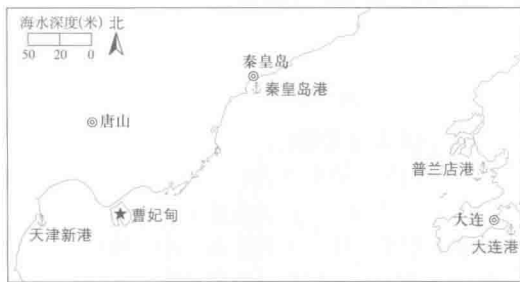 海水深度(米) 北
50 20 0
秦皇岛
秦皇岛港
唐山
普兰店港
曹妃甸
大连
天津新港
大连港